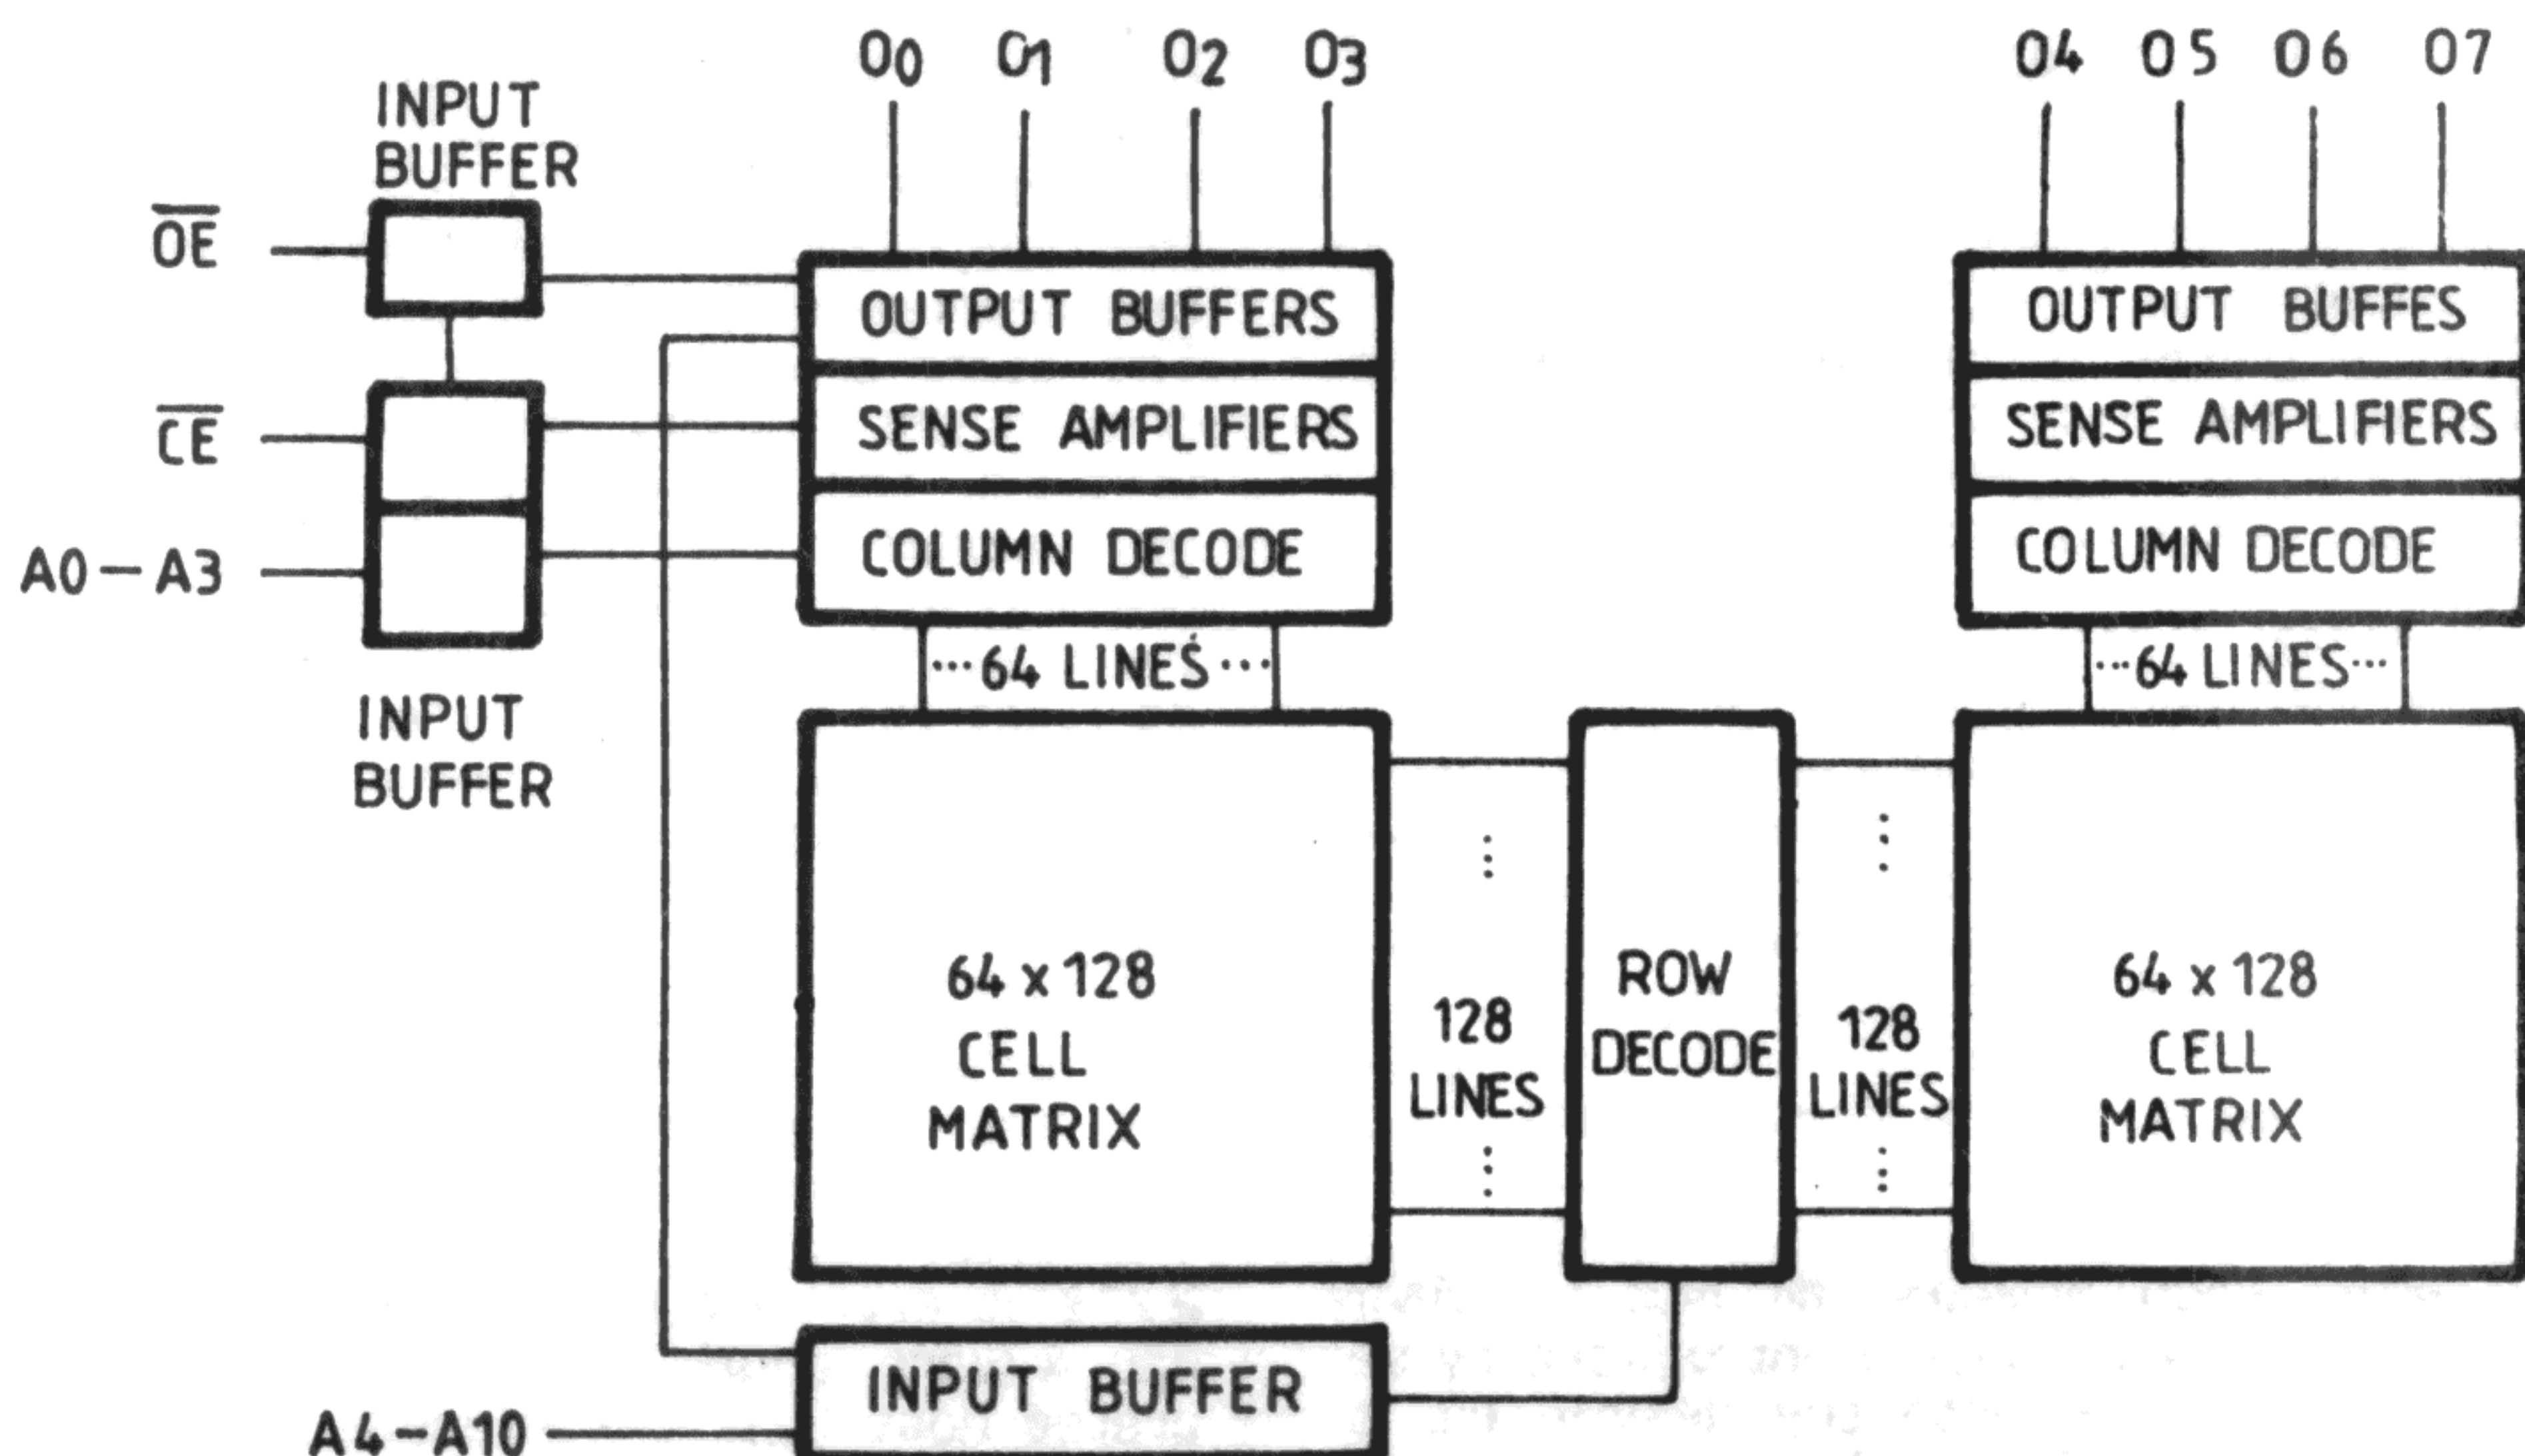 O0 O1 O2 O3
O4 O5 O6 O7
INPUT
BUFFER
OE
OUTPUT BUFFERS
OUTPUT BUFFES
CE
SENSE AMPLIFIERS
SENSE AMPLIFIERS
A0-A3
COLUMN DECODE
COLUMN DECODE
...64 LINES...
...64 LINES...
INPUT
BUFFER
64 x 128
CELL
MATRIX
128
LINES
ROW
DECODE
128
LINES
64 x 128
CELL
MATRIX
INPUT BUFFER
A4-A10